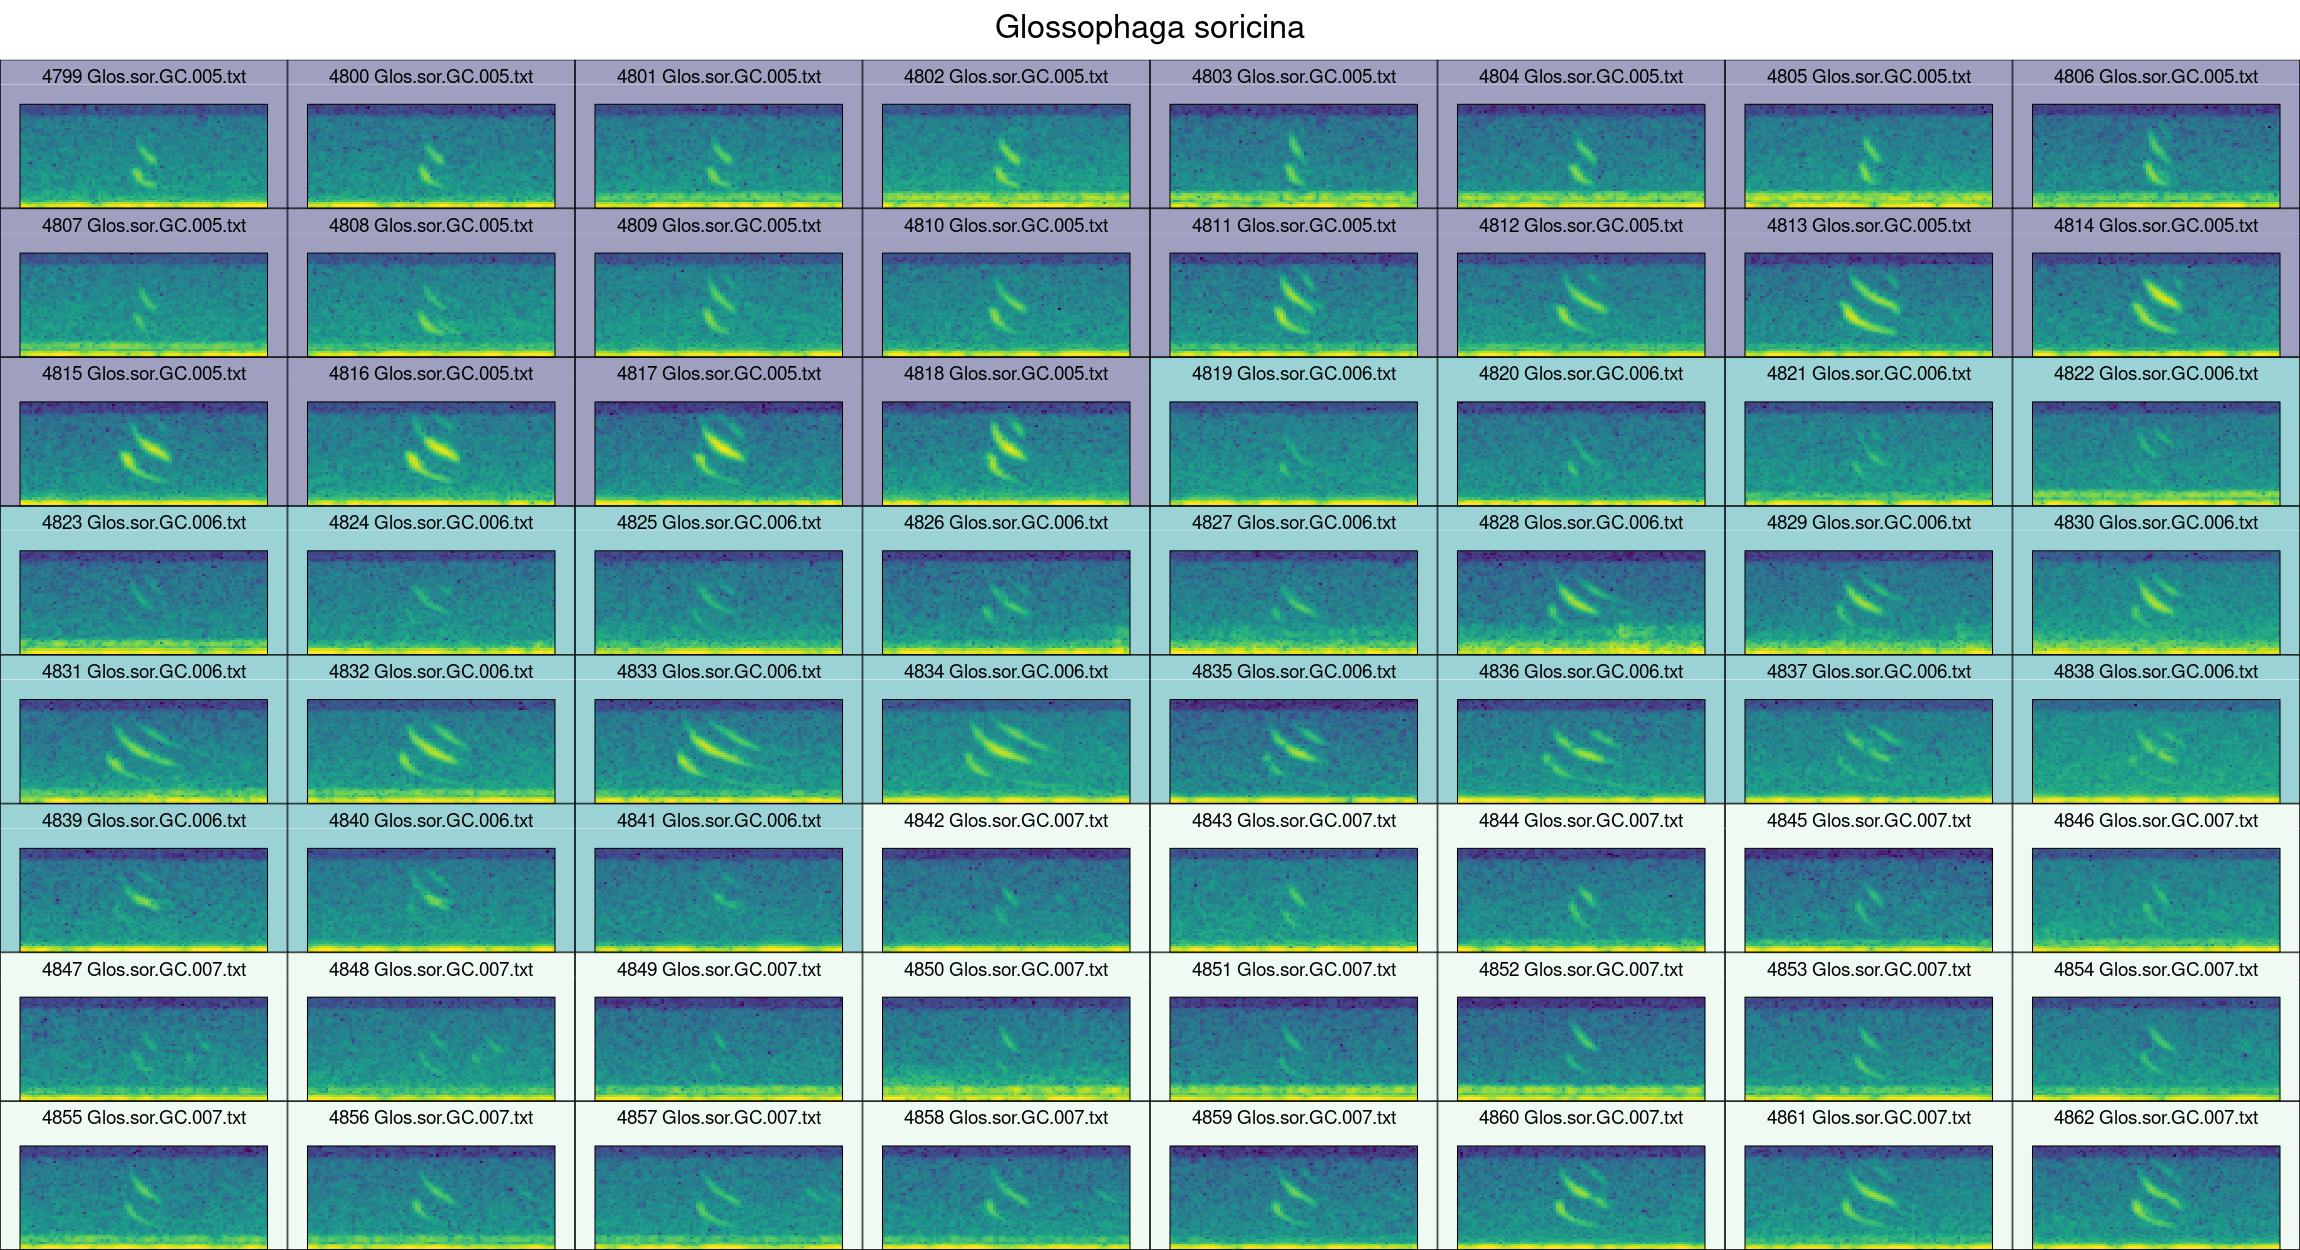 Glossophaga soricina
4799 Glos.sor.GC.005.txt 4800 Glos.sor.GC.005.txt 4801 Glos.sor.GC.005.txt 4802 Glos.sor.GC.005.txt 4803 Glos.sor.GC.005.txt 4804 Glos.sor.GC.005.txt 4805 Glos.sor.GC.005.txt 4806 Glos.sor.GC.005.txt
4807 Glos.sor.GC.005.txt 4808 Glos.sor.GC.005.txt 4809 Glos.sor.GC.005.txt 4810 Glos.sor.GC.005.txt 4811 Glos.sor.GC.005.txt 4812 Glos.sor.GC.005.txt 4813 Glos.sor.GC.005.txt 4814 Glos.sor.GC.005.txt
4815 Glos.sor.GC.005.txt 4816 Glos.sor.GC.005.txt 4817 Glos.sor.GC.005.txt 4818 Glos.sor.GC.005.txt 4819 Glos.sor.GC.006.txt 4820 Glos.sor.GC.006.txt 4821 Glos.sor.GC.006.txt 4822 Glos.sor.GC.006.txt
4823 Glos.sor.GC.006.txt 4824 Glos.sor.GC.006.txt 4825 Glos.sor.GC.006.txt 4826 Glos.sor.GC.006.txt 4827 Glos.sor.GC.006.txt 4828 Glos.sor.GC.006.txt 4829 Glos.sor.GC.006.txt 4830 Glos.sor.GC.006.txt
4831 Glos.sor.GC.006.txt 4832 Glos.sor.GC.006.txt 4833 Glos.sor.GC.006.txt 4834 Glos.sor.GC.006.txt 4835 Glos.sor.GC.006.txt 4836 Glos.sor.GC.006.txt 4837 Glos.sor.GC.006.txt 4838 Glos.sor.GC.006.txt
4839 Glos.sor.GC.006.txt 4840 Glos.sor.GC.006.txt 4841 Glos.sor.GC.006.txt 4842 Glos.sor.GC.007.txt 4843 Glos.sor.GC.007.txt 4844 Glos.sor.GC.007.txt 4845 Glos.sor.GC.007.txt 4846 Glos.sor.GC.007.txt
4847 Glos.sor.GC.007.txt 4848 Glos.sor.GC.007.txt 4849 Glos.sor.GC.007.txt 4850 Glos.sor.GC.007.txt 4851 Glos.sor.GC.007.txt 4852 Glos.sor.GC.007.txt 4853 Glos.sor.GC.007.txt 4854 Glos.sor.GC.007.txt
4855 Glos.sor.GC.007.txt 4856 Glos.sor.GC.007.txt 4857 Glos.sor.GC.007.txt 4858 Glos.sor.GC.007.txt 4859 Glos.sor.GC.007.txt 4860 Glos.sor.GC.007.txt 4861 Glos.sor.GC.007.txt 4862 Glos.sor.GC.007.txt